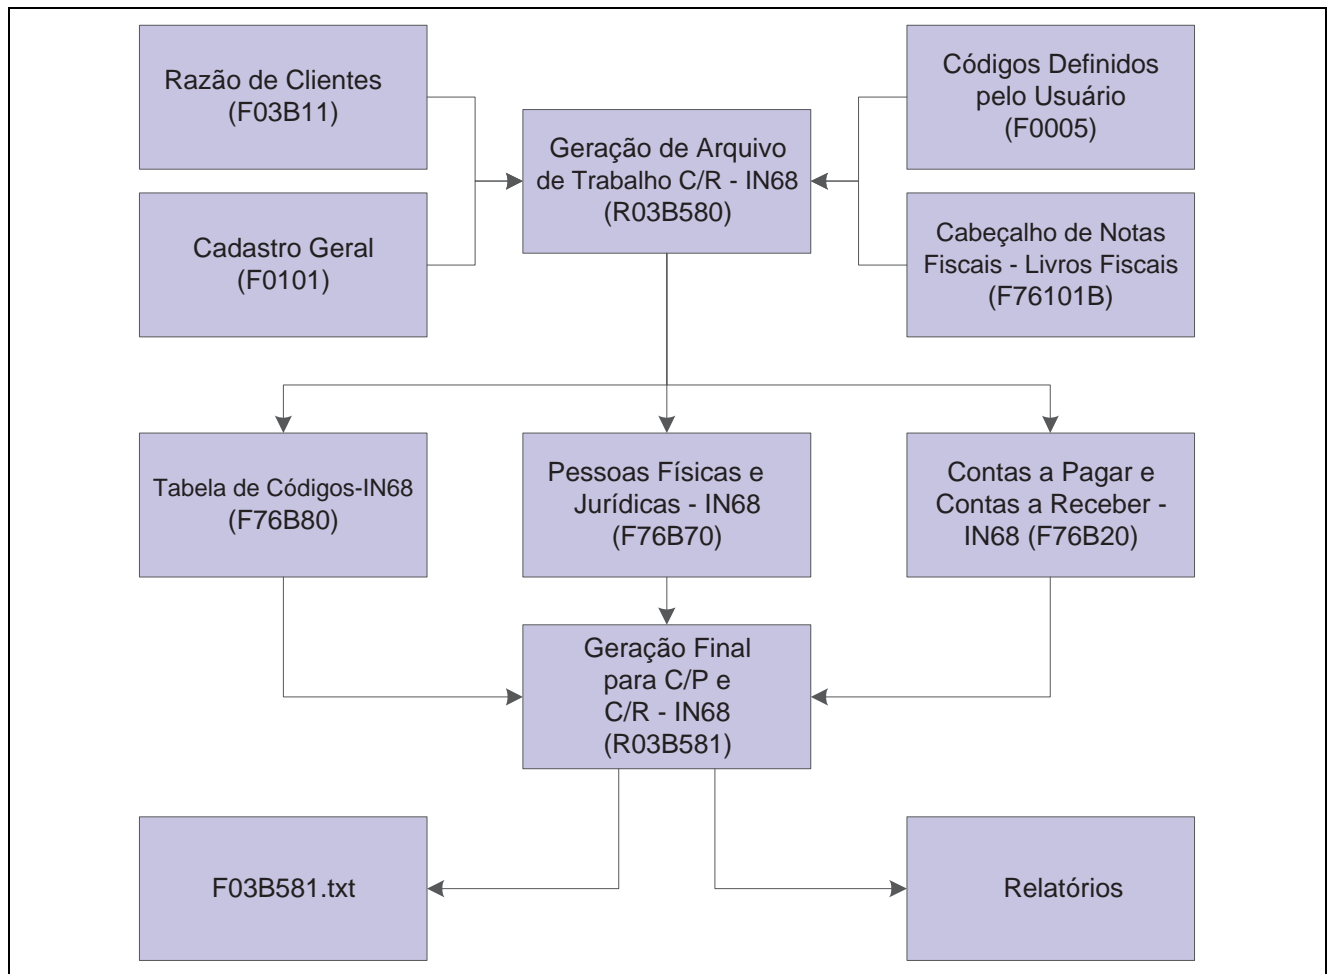 Razão de Clientes
(F03B11)
Códigos Definidos
pelo Usuário
(F0005)
Geração de Arquivo
de Trabalho C/R - IN68
(R03B580)
Cadastro Geral
(F0101)
Cabeçalho de Notas
Fiscais - Livros Fiscais
(F76101B)
Tabela de Códigos-IN68
(F76B80)
Pessoas Físicas e
Jurídicas - IN68
(F76B70)
Contas a Pagar e
Contas a Receber -
IN68 (F76B20)
Geração Final
para C/P e
C/R - IN68
(R03B581)
F03B581.txt
Relatórios